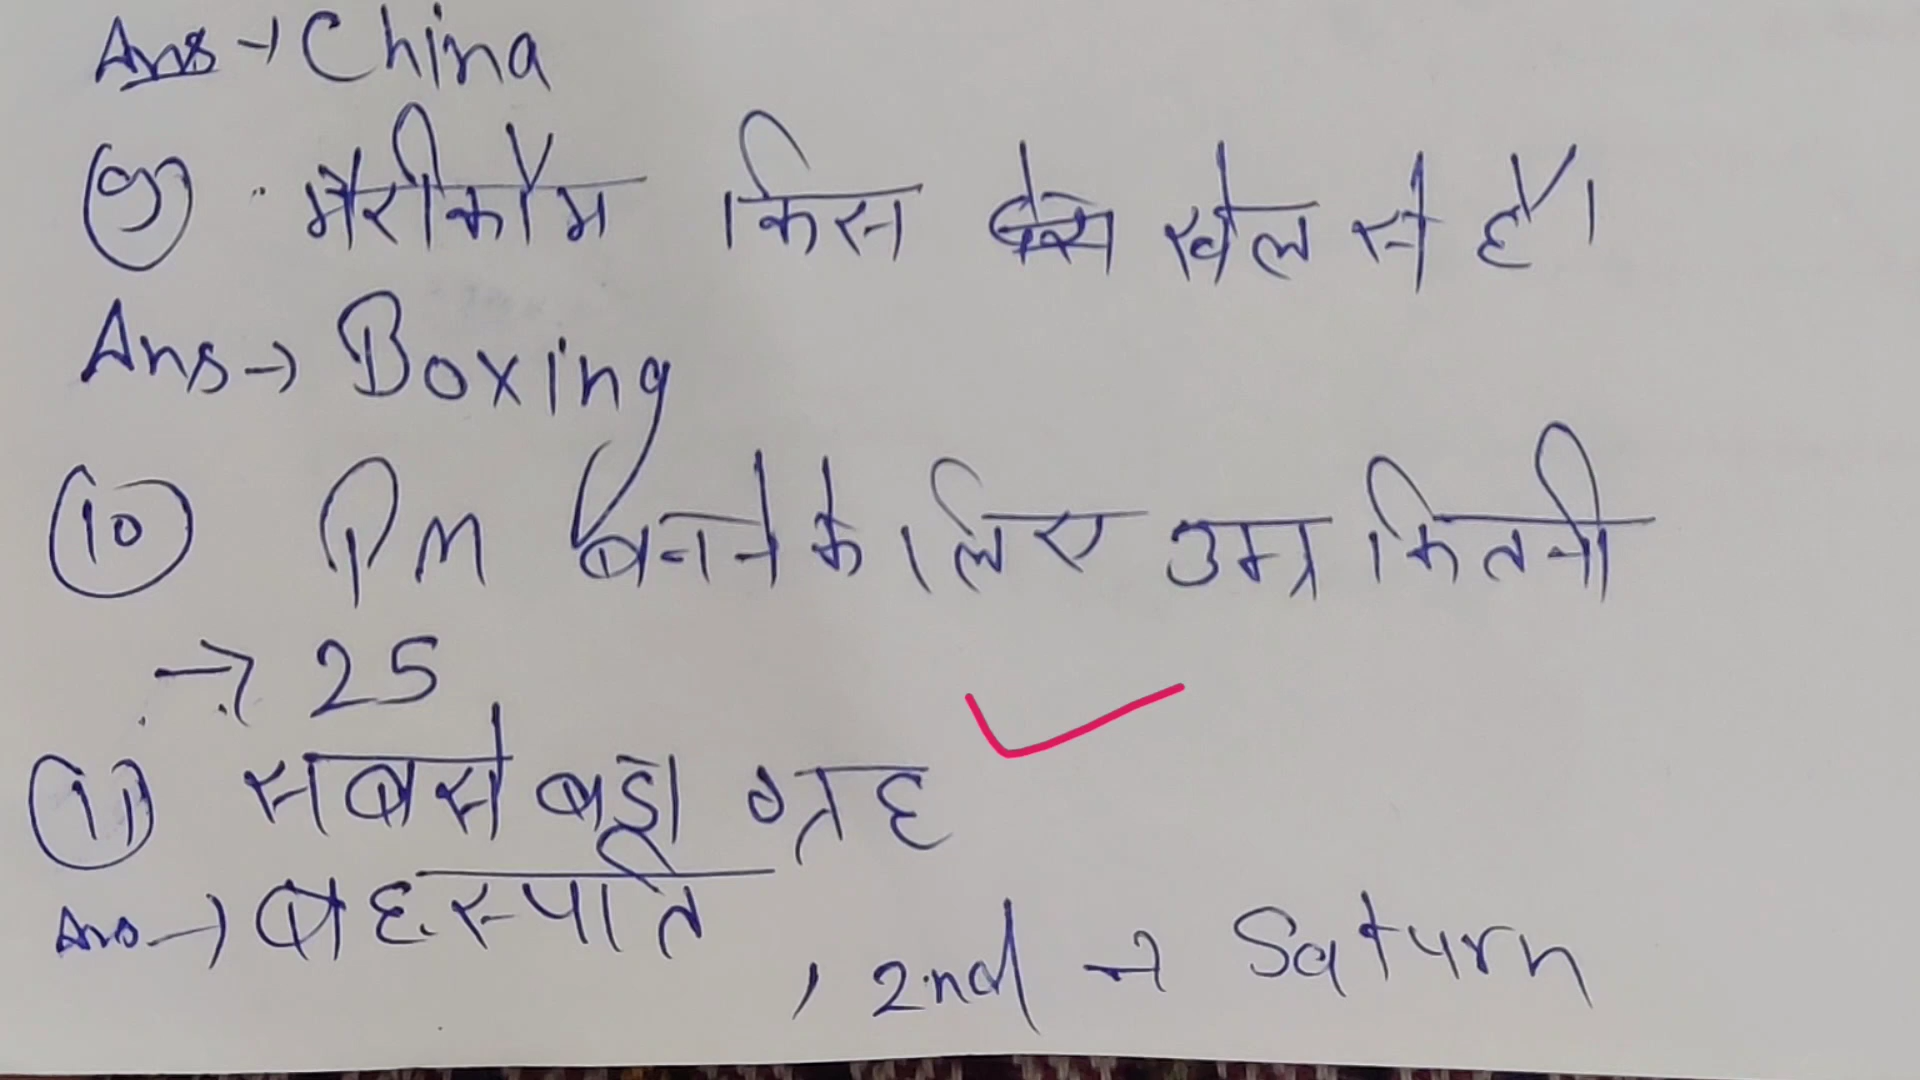 Ans → China
(9) मैरीकॉम किस खेल से हैं।
Ans → Boxing
(10) PM बनने के लिए उम्र कितनी
→ 25
(11) सबसे बड़ा ग्रह
Ans → बहस्पति
, 2nd → Saturn